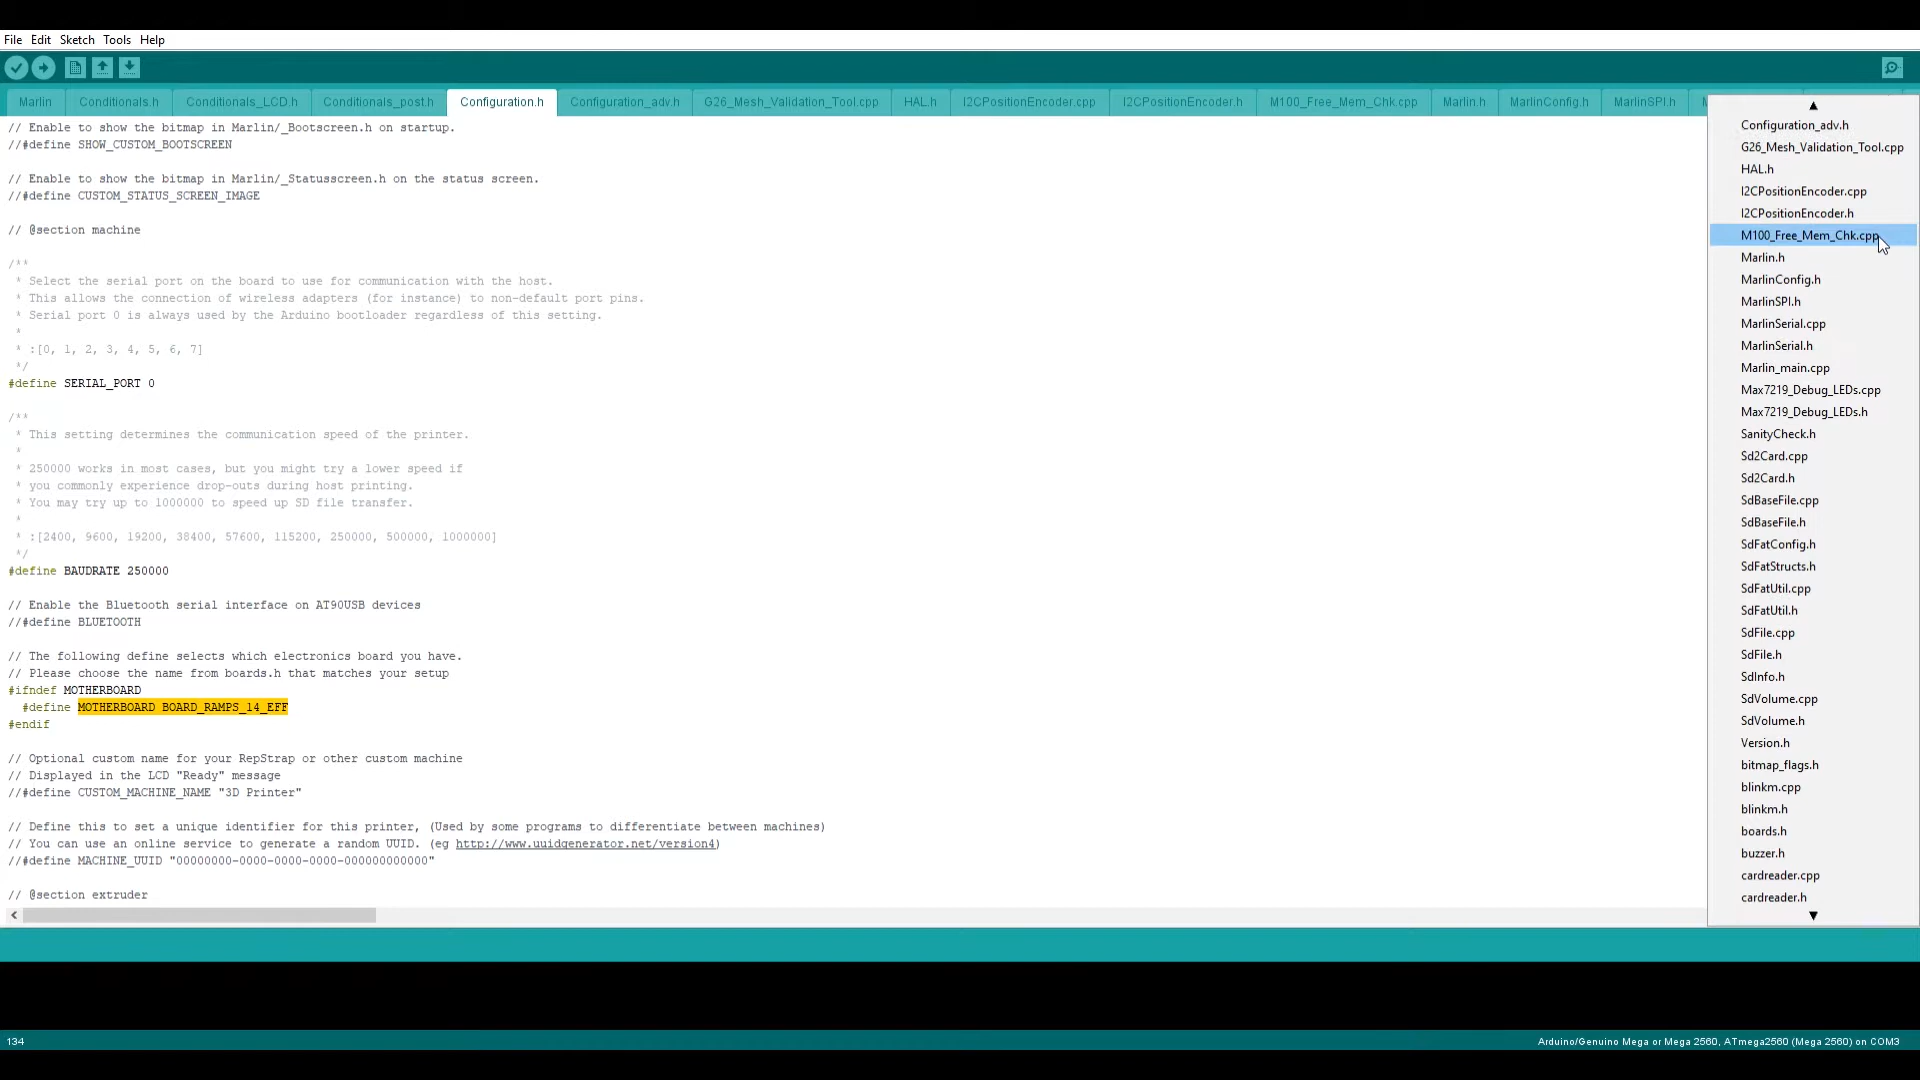 File Edit Sketch Tools Help
Marlin Conditionals.h Conditionals_LCD.h Conditionals_post.h Configuration.h Configuration_adv.h G26_Mesh_Validation_Tool.cpp HAL.h I2CPositionEncoder.cpp I2CPositionEncoder.h M100_Free_Mem_Chk.cpp Marlin.h MarlinConfig.h MarlinSPI.h
// Enable to show the bitmap in Marlin/_Bootscreen.h on startup.
//#define SHOW_CUSTOM_BOOTSCREEN
// Enable to show the bitmap in Marlin/_Statusscreen.h on the status screen.
//#define CUSTOM_STATUS_SCREEN_IMAGE
// @section machine
/**
* Select the serial port on the board to use for communication with the host.
* This allows the connection of wireless adapters (for instance) to non-default port pins.
* Serial port 0 is always used by the Arduino bootloader regardless of this setting.
*
* :[0, 1, 2, 3, 4, 5, 6, 7]
*/
#define SERIAL_PORT 0
/**
* This setting determines the communication speed of the printer.
*
* 250000 works in most cases, but you might try a lower speed if
* you commonly experience drop-outs during host printing.
* You may try up to 1000000 to speed up SD file transfer.
*
* :[2400, 9600, 19200, 38400, 57600, 115200, 250000, 500000, 1000000]
*/
#define BAUDRATE 250000
// Enable the Bluetooth serial interface on AT90USB devices
//#define BLUETOOTH
// The following define selects which electronics board you have.
// Please choose the name from boards.h that matches your setup
#ifndef MOTHERBOARD
#define MOTHERBOARD BOARD_RAMPS_14_EFF
#endif
// Optional custom name for your RepStrap or other custom machine
// Displayed in the LCD "Ready" message
//#define CUSTOM_MACHINE_NAME "3D Printer"
// Define this to set a unique identifier for this printer, (Used by some programs to differentiate between machines)
// You can use an online service to generate a random UUID. (eg http://www.uuidgenerator.net/version4)
//#define MACHINE_UUID "00000000-0000-0000-0000-000000000000"
// @section extruder
Configuration_adv.h
G26_Mesh_Validation_Tool.cpp
HAL.h
I2CPositionEncoder.cpp
I2CPositionEncoder.h
M100_Free_Mem_Chk.cpp
Marlin.h
MarlinConfig.h
MarlinSPI.h
MarlinSerial.cpp
MarlinSerial.h
Marlin_main.cpp
Max7219_Debug_LEDs.cpp
Max7219_Debug_LEDs.h
SanityCheck.h
Sd2Card.cpp
Sd2Card.h
SdBaseFile.cpp
SdBaseFile.h
SdFatConfig.h
SdFatStructs.h
SdFatUtil.cpp
SdFatUtil.h
SdFile.cpp
SdFile.h
SdInfo.h
SdVolume.cpp
SdVolume.h
Version.h
bitmap_flags.h
blinkm.cpp
blinkm.h
boards.h
buzzer.h
cardreader.cpp
cardreader.h
134
Arduino/Genuino Mega or Mega 2560, ATmega2560 (Mega 2560) on COM3